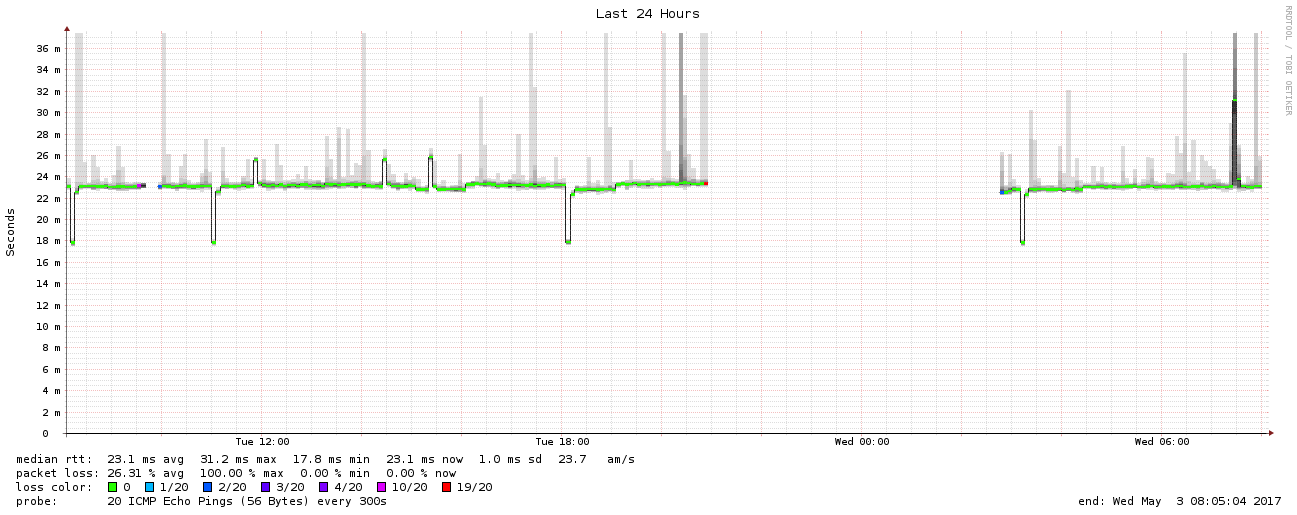 Last 24 Hours
RRDTOOL / TOBI OETIKER
Seconds
36 m
34 m
32 m
30 m
28 m
26 m
24 m
22 m
20 m
18 m
16 m
14 m
12 m
10 m
8 m
6 m
4 m
2 m
0
Tue 12:00 Tue 18:00 Wed 00:00 Wed 06:00
median rtt: 23.1 ms avg 31.2 ms max 17.8 ms min 23.1 ms now 1.0 ms sd 23.7 am/s
packet loss: 26.31 % avg 100.00 % max 0.00 % min 0.00 % now
loss color: 0 1/20 2/20 3/20 4/20 10/20 19/20
probe: 20 ICMP Echo Pings (56 Bytes) every 300s end: Wed May 3 08:05:04 2017